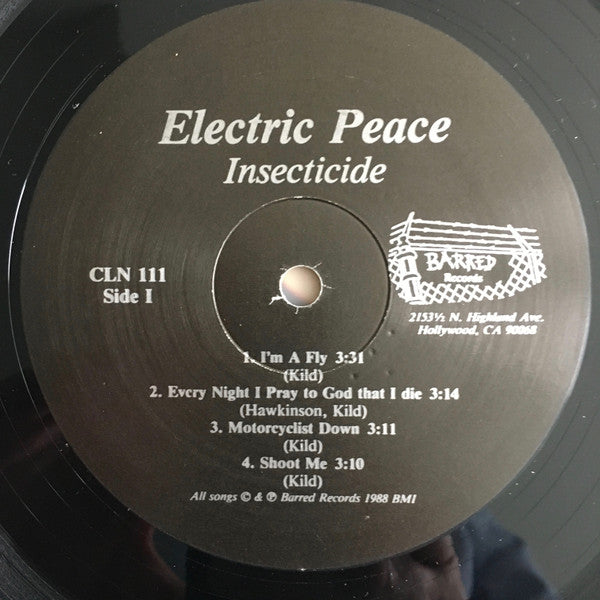 Electric Peace
Insecticide
CLN 111
Side I
BARRED
Records
2153½ N. Highland Ave.
Hollywood, CA 90068
1. I'm A Fly 3:31
(Kild)
2. Every Night I Pray to God that I die 3:14
(Hawkinson, Kild)
3. Motorcyclist Down 3:11
(Kild)
4. Shoot Me 3:10
(Kild)
All songs © & ℗ Barred Records 1988 BMI